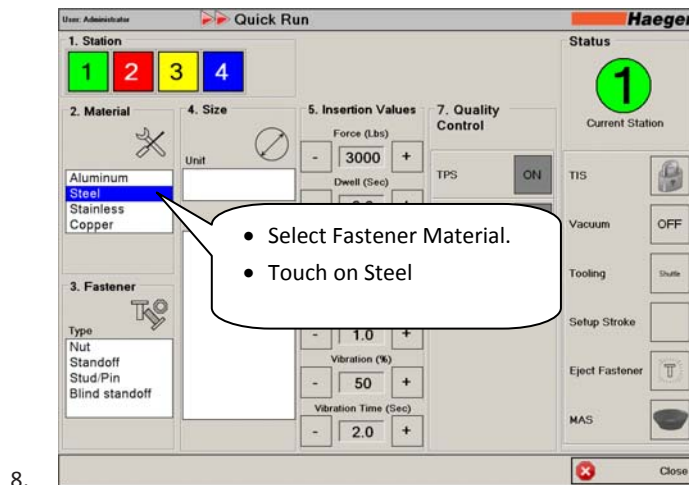 User: Administrator
Quick Run
Haeger
1. Station
1 2 3 4
2. Material
Aluminum
Steel
Stainless
Copper
3. Fastener
Type
Nut
Standoff
Stud/Pin
Blind standoff
4. Size
Unit
5. Insertion Values
Force (Lbs)
- 3000 +
Dwell (Sec)
- 1.0 +
Vibration (%)
- 50 +
Vibration Time (Sec)
- 2.0 +
7. Quality
Control
TPS ON
• Select Fastener Material.
• Touch on Steel
Status
1
Current Station
TIS
Vacuum OFF
Tooling Shuttle
Setup Stroke
Eject Fastener
MAS
Close
8.